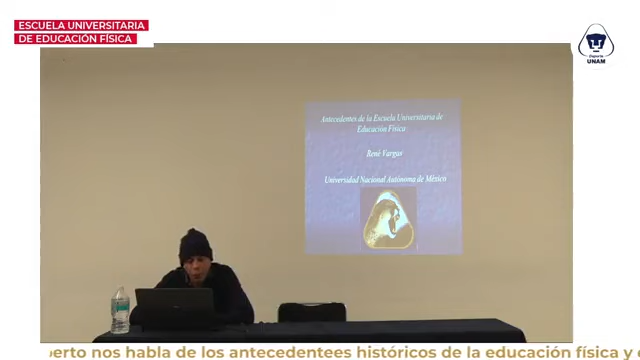 ESCUELA UNIVERSITARIA
DE EDUCACIÓN FÍSICA
UNAM
Antecedentes de la Escuela Universitaria de
Educación Física
René Vargas
Universidad Nacional Autónoma de México
perto nos habla de los antecedentees históricos de la educación física y